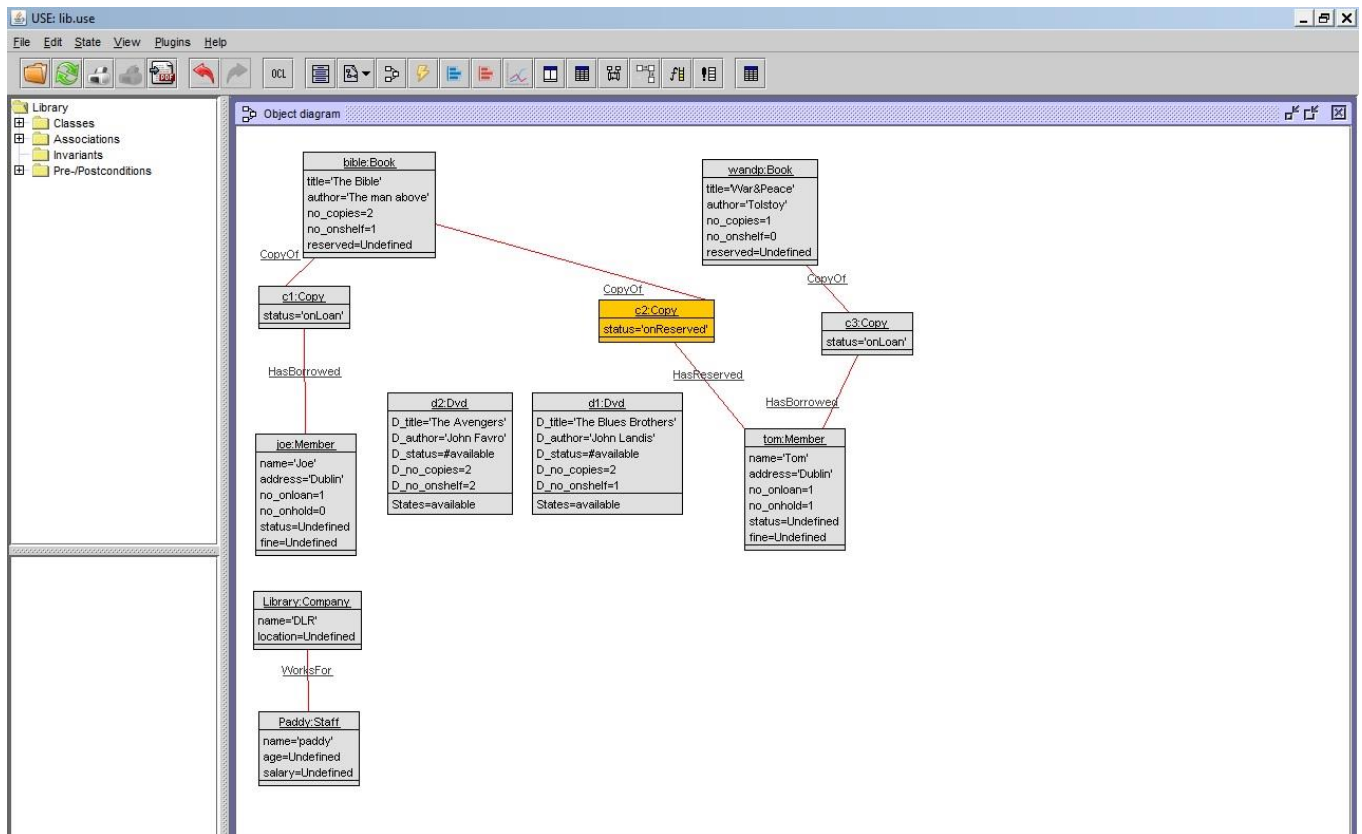 USE: lib.use
File Edit State View Plugins Help
OCL
Library
Classes
Associations
Invariants
Pre-/Postconditions
Object diagram
bible:Book
title='The Bible'
author='The man above'
no_copies=2
no_onshelf=1
reserved=Undefined
wandp:Book
title='War&Peace'
author='Tolstoy'
no_copies=1
no_onshelf=0
reserved=Undefined
CopyOf
CopyOf
CopyOf
c1:Copy
status='onLoan'
c2:Copy
status='onReserved'
c3:Copy
status='onLoan'
HasBorrowed
HasReserved
HasBorrowed
d2:Dvd
D_title='The Avengers'
D_author='John Favro'
D_status=#available
D_no_copies=2
D_no_onshelf=2
States=available
d1:Dvd
D_title='The Blues Brothers'
D_author='John Landis'
D_status=#available
D_no_copies=2
D_no_onshelf=1
States=available
joe:Member
name='Joe'
address='Dublin'
no_onloan=1
no_onhold=0
status=Undefined
fine=Undefined
tom:Member
name='Tom'
address='Dublin'
no_onloan=1
no_onhold=1
status=Undefined
fine=Undefined
Library:Company
name='DLR'
location=Undefined
WorksFor
Paddy:Staff
name='paddy'
age=Undefined
salary=Undefined